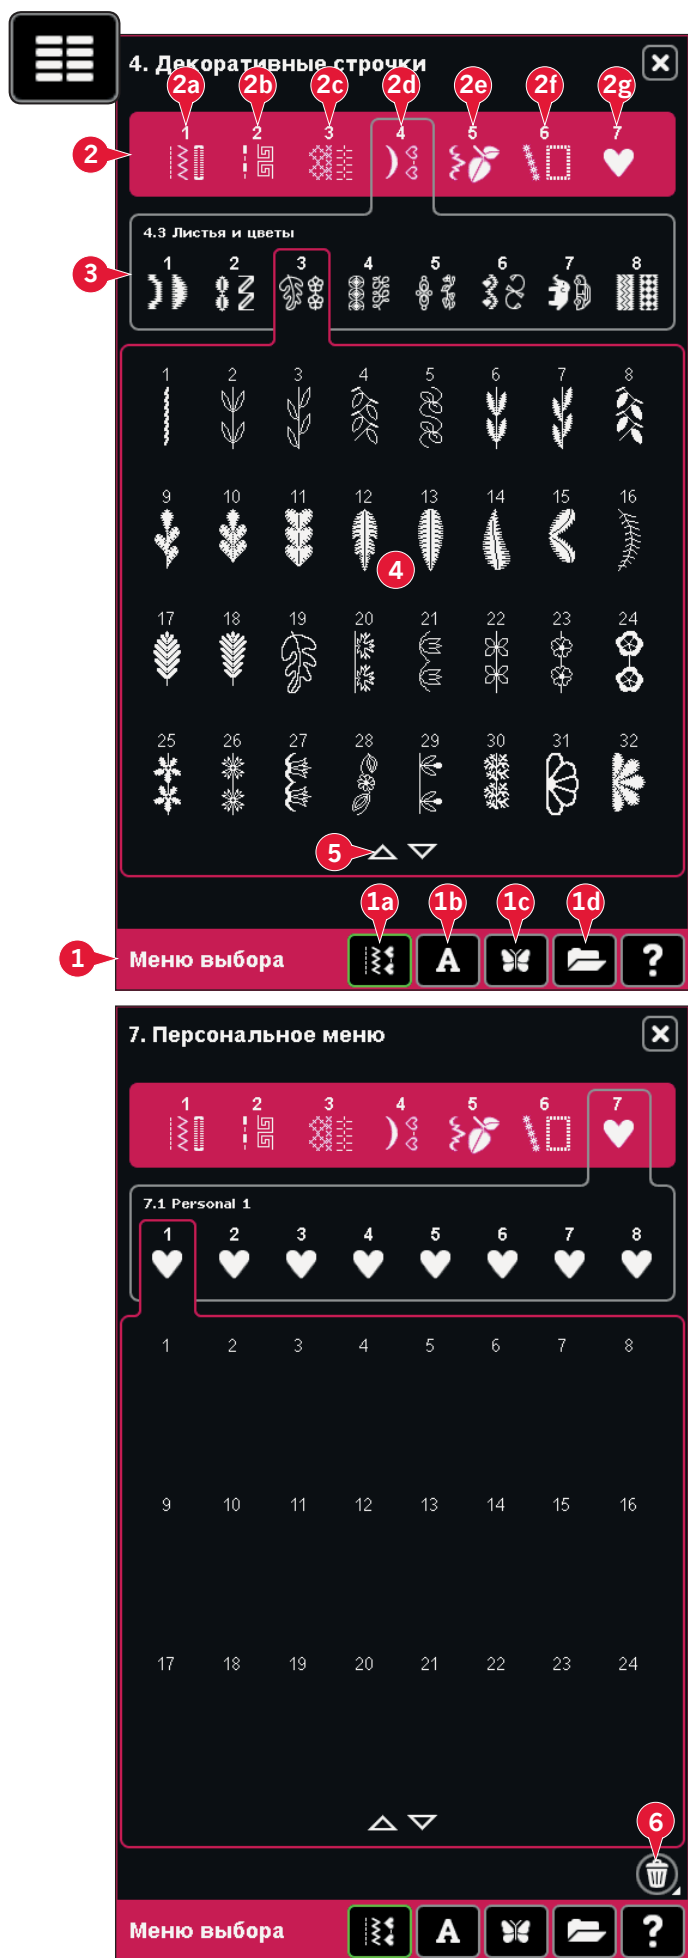 4. Декоративные строчки
2a 2b 2c 2d 2e 2f 2g
1 2 3 4 5 6 7
2
4.3 Листья и цветы
3
1 2 3 4 5 6 7 8
1 2 3 4 5 6 7 8
9 10 11 12 13 14 15 16
4
17 18 19 20 21 22 23 24
25 26 27 28 29 30 31 32
5
1a 1b 1c 1d
1 Меню выбора A ?
7. Персональное меню
1 2 3 4 5 6 7
7.1 Personal 1
1 2 3 4 5 6 7 8
1 2 3 4 5 6 7 8
9 10 11 12 13 14 15 16
17 18 19 20 21 22 23 24
6
Меню выбора A ?